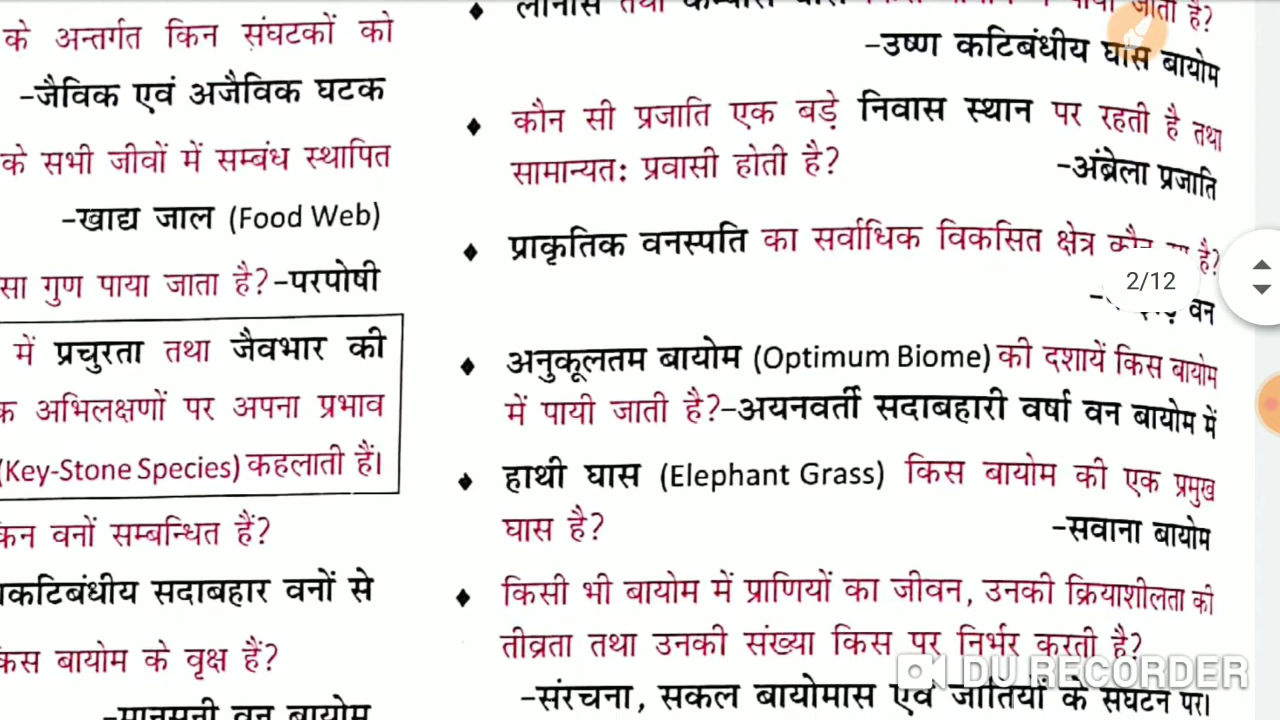 के अन्तर्गत किन संघटकों को
-जैविक एवं अजैविक घटक
के सभी जीवों में सम्बंध स्थापित
-खाद्य जाल (Food Web)
सा गुण पाया जाता है?-परपोषी
में प्रचुरता तथा जैवभार की
अभिलक्षणों पर अपना प्रभाव
(Key-Stone Species) कहलाती हैं।
वनों सम्बन्धित हैं?
सदाबहार वनों से
बायोम के वृक्ष हैं?
वन बायोम
तथा जाता है?
-उष्ण कटिबंधीय घास बायोम
♦ कौन सी प्रजाति एक बड़े निवास स्थान पर रहती है तथा
सामान्यतः प्रवासी होती है? -अंब्रेला प्रजाति
♦ प्राकृतिक वनस्पति का सर्वाधिक विकसित क्षेत्र है?
वन
2/12
♦ अनुकूलतम बायोम (Optimum Biome) की दशायें किस बायोम
में पायी जाती है?-अयनवर्ती सदाबहारी वर्षा वन बायोम में
♦ हाथी घास (Elephant Grass) किस बायोम की एक प्रमुख
घास है? -सवाना बायोम
♦ किसी भी बायोम में प्राणियों का जीवन, उनकी क्रियाशीलता की
तीव्रता तथा उनकी संख्या किस पर निर्भर करती है?
-संरचना, सकल बायोमास एवं जातियों के संघटन पर।
DU RECORDER